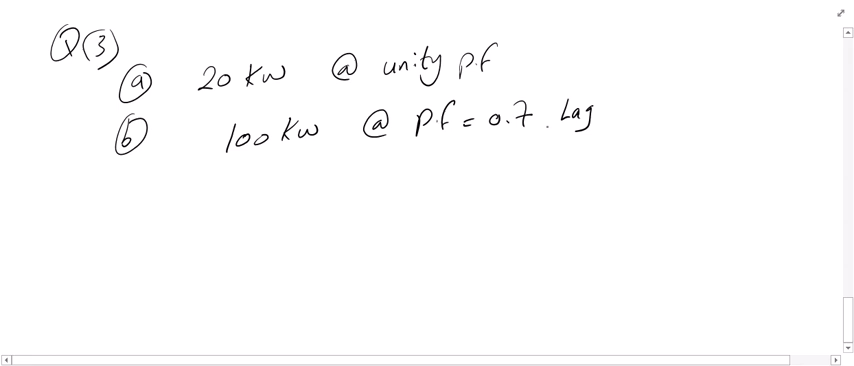 Q(3)
(a) 20 kw @ unity p.f
(b) 100 kw @ p.f = 0.7. Lag